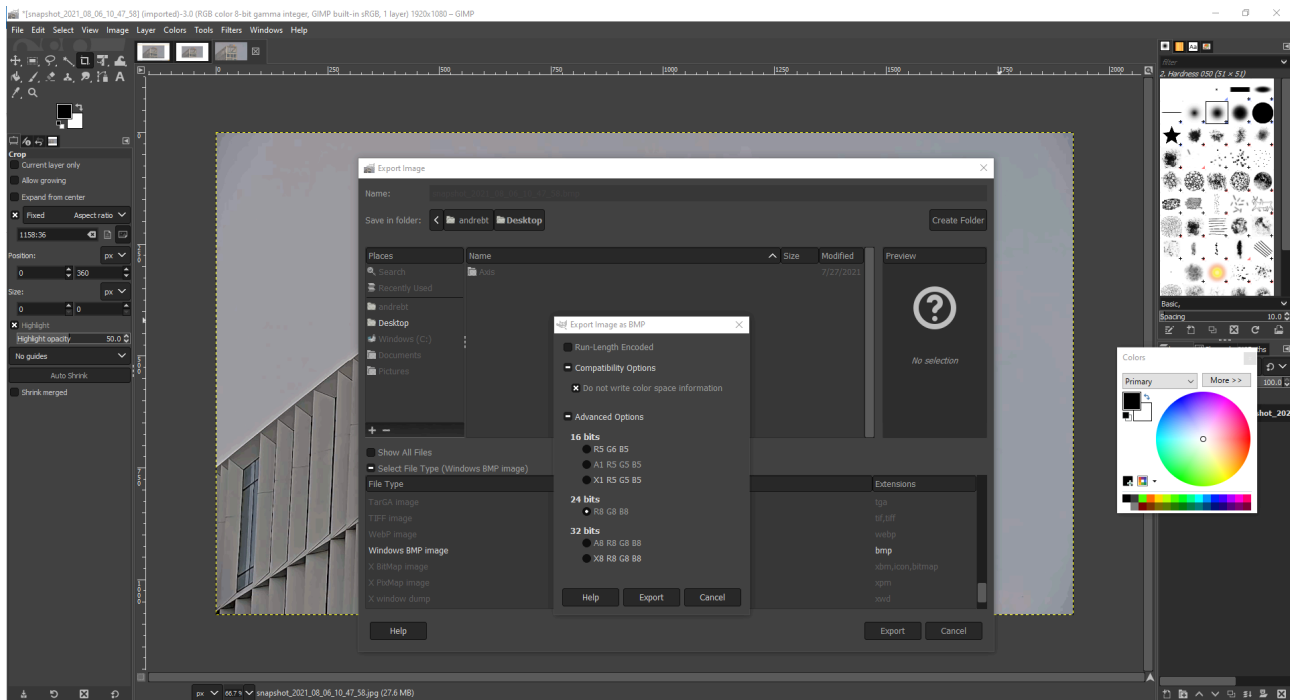 *[snapshot_2021_08_06_10_47_58] (imported)-3.0 (RGB color 8-bit gamma integer, GIMP built-in sRGB, 1 layer) 1920x1080 – GIMP
File Edit Select View Image Layer Colors Tools Filters Windows Help
0 250 500 750 1000 1250 1500 1750 2000
filter
2. Hardness 050 (51 × 51)
Crop
Current layer only
Allow growing
Expand from center
Fixed Aspect ratio
1158:36
Position: px
0 360
Size: px
0 0
Highlight
Highlight opacity 50.0
No guides
Auto Shrink
Shrink merged
Export Image
Name:
Save in folder: andrebt Desktop Create Folder
Places Name Size Modified Preview
Search Axis 7/27/2021
Recently Used
andrebt
Desktop
Windows (C:)
Documents
Pictures
No selection
Show All Files
Select File Type (Windows BMP image)
File Type Extensions
TarGA image tga
TIFF image tif,tiff
WebP image webp
Windows BMP image bmp
X BitMap image xbm,icon,bitmap
X PixMap image xpm
X window dump xwd
Help Export Cancel
Export Image as BMP
Run-Length Encoded
Compatibility Options
Do not write color space information
Advanced Options
16 bits
R5 G6 B5
A1 R5 G5 B5
X1 R5 G5 B5
24 bits
R8 G8 B8
32 bits
A8 R8 G8 B8
X8 R8 G8 B8
Help Export Cancel
Basic,
Spacing 10.0
100.0
Colors
Primary More >>
px 66.7 % snapshot_2021_08_06_10_47_58.jpg (27.6 MB)